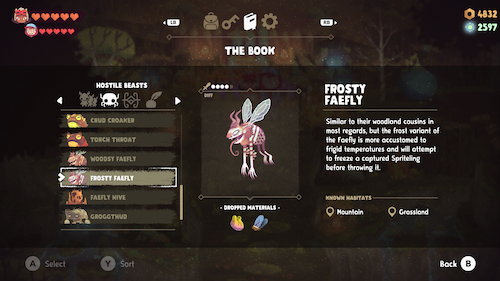 LB
RB
4832
2597
THE BOOK
HOSTILE BEASTS
CRUD CROAKER
TORCH THROAT
WOODSY FAEFLY
FROSTY FAEFLY
FAEFLY HIVE
GROGGTHUD
DIFF
- DROPPED MATERIALS -
FROSTY
FAEFLY
Similar to their woodland cousins in
most regards, but the frost variant of
the Faefly is more accustomed to
frigid temperatures and will attempt
to freeze a captured Spriteling
before throwing it.
KNOWN HABITATS
Mountain
Grassland
A Select
Y Sort
Back B